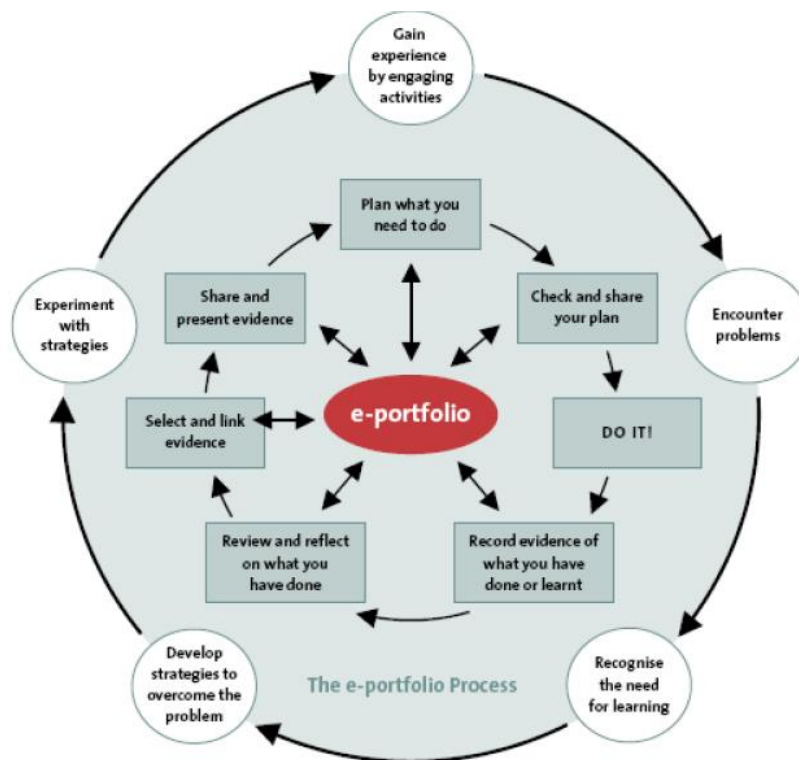 Gain
experience
by engaging
activities
Plan what you
need to do
Share and
present evidence
Check and share
your plan
Experiment
with
strategies
Encounter
problems
e-portfolio
Select and link
evidence
DO IT!
Review and reflect
on what you
have done
Record evidence of
what you have
done or learnt
Develop
strategies to
overcome the
problem
The e-portfolio Process
Recognise
the need
for learning